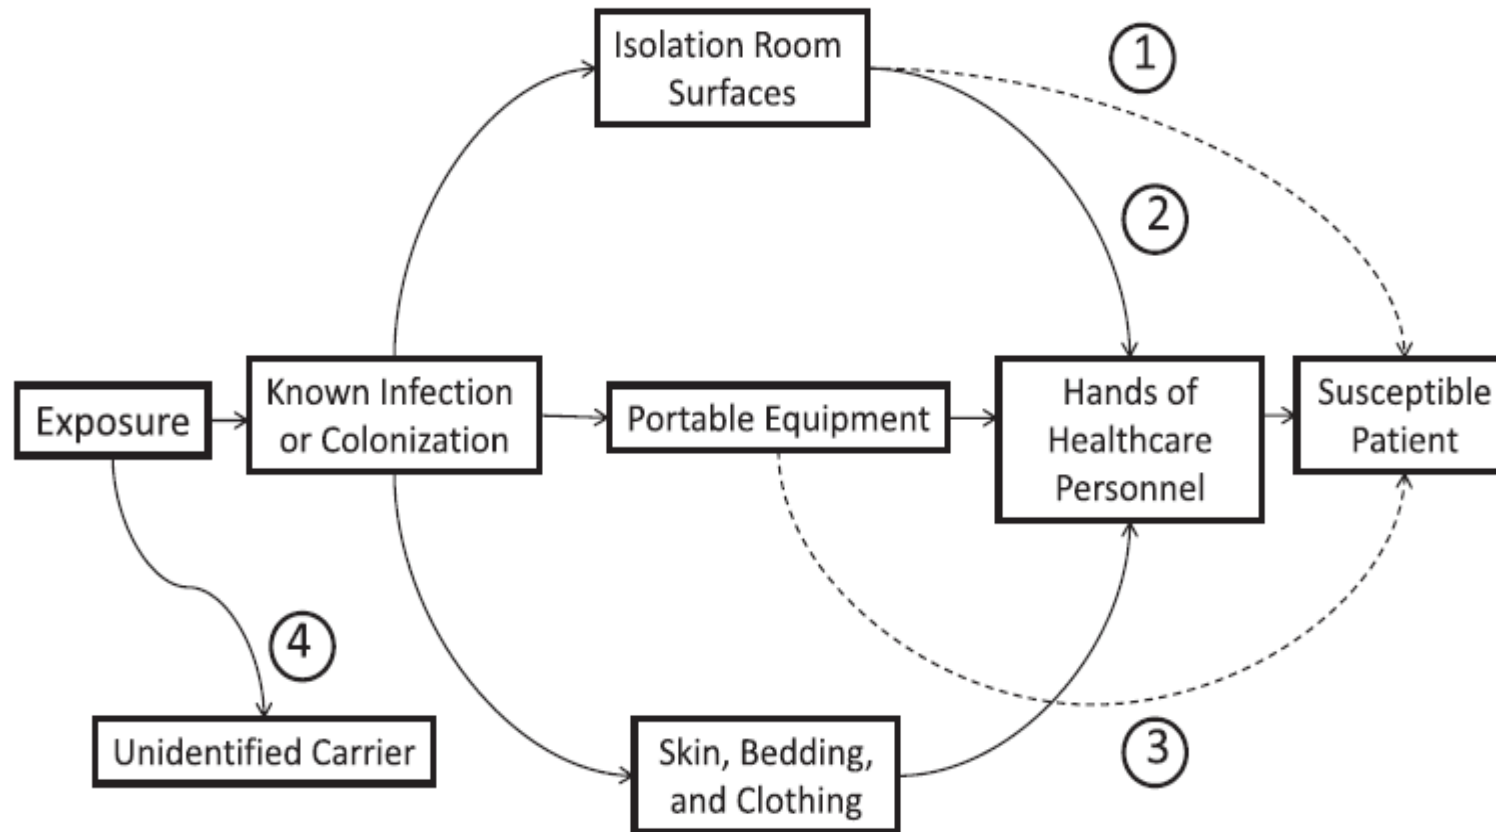 Isolation Room
Surfaces
1
2
Exposure
Known Infection
or Colonization
Portable Equipment
Hands of
Healthcare
Personnel
Susceptible
Patient
4
Unidentified Carrier
Skin, Bedding,
and Clothing
3